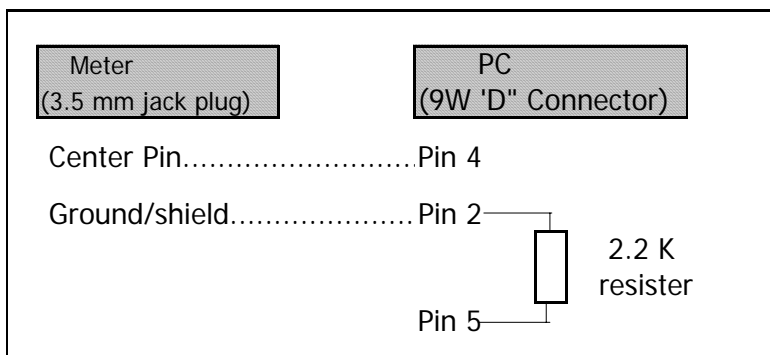 Meter
(3.5 mm jack plug)
PC
(9W 'D" Connector)
Center Pin...........................Pin 4
Ground/shield.....................Pin 2
2.2 K
resister
Pin 5